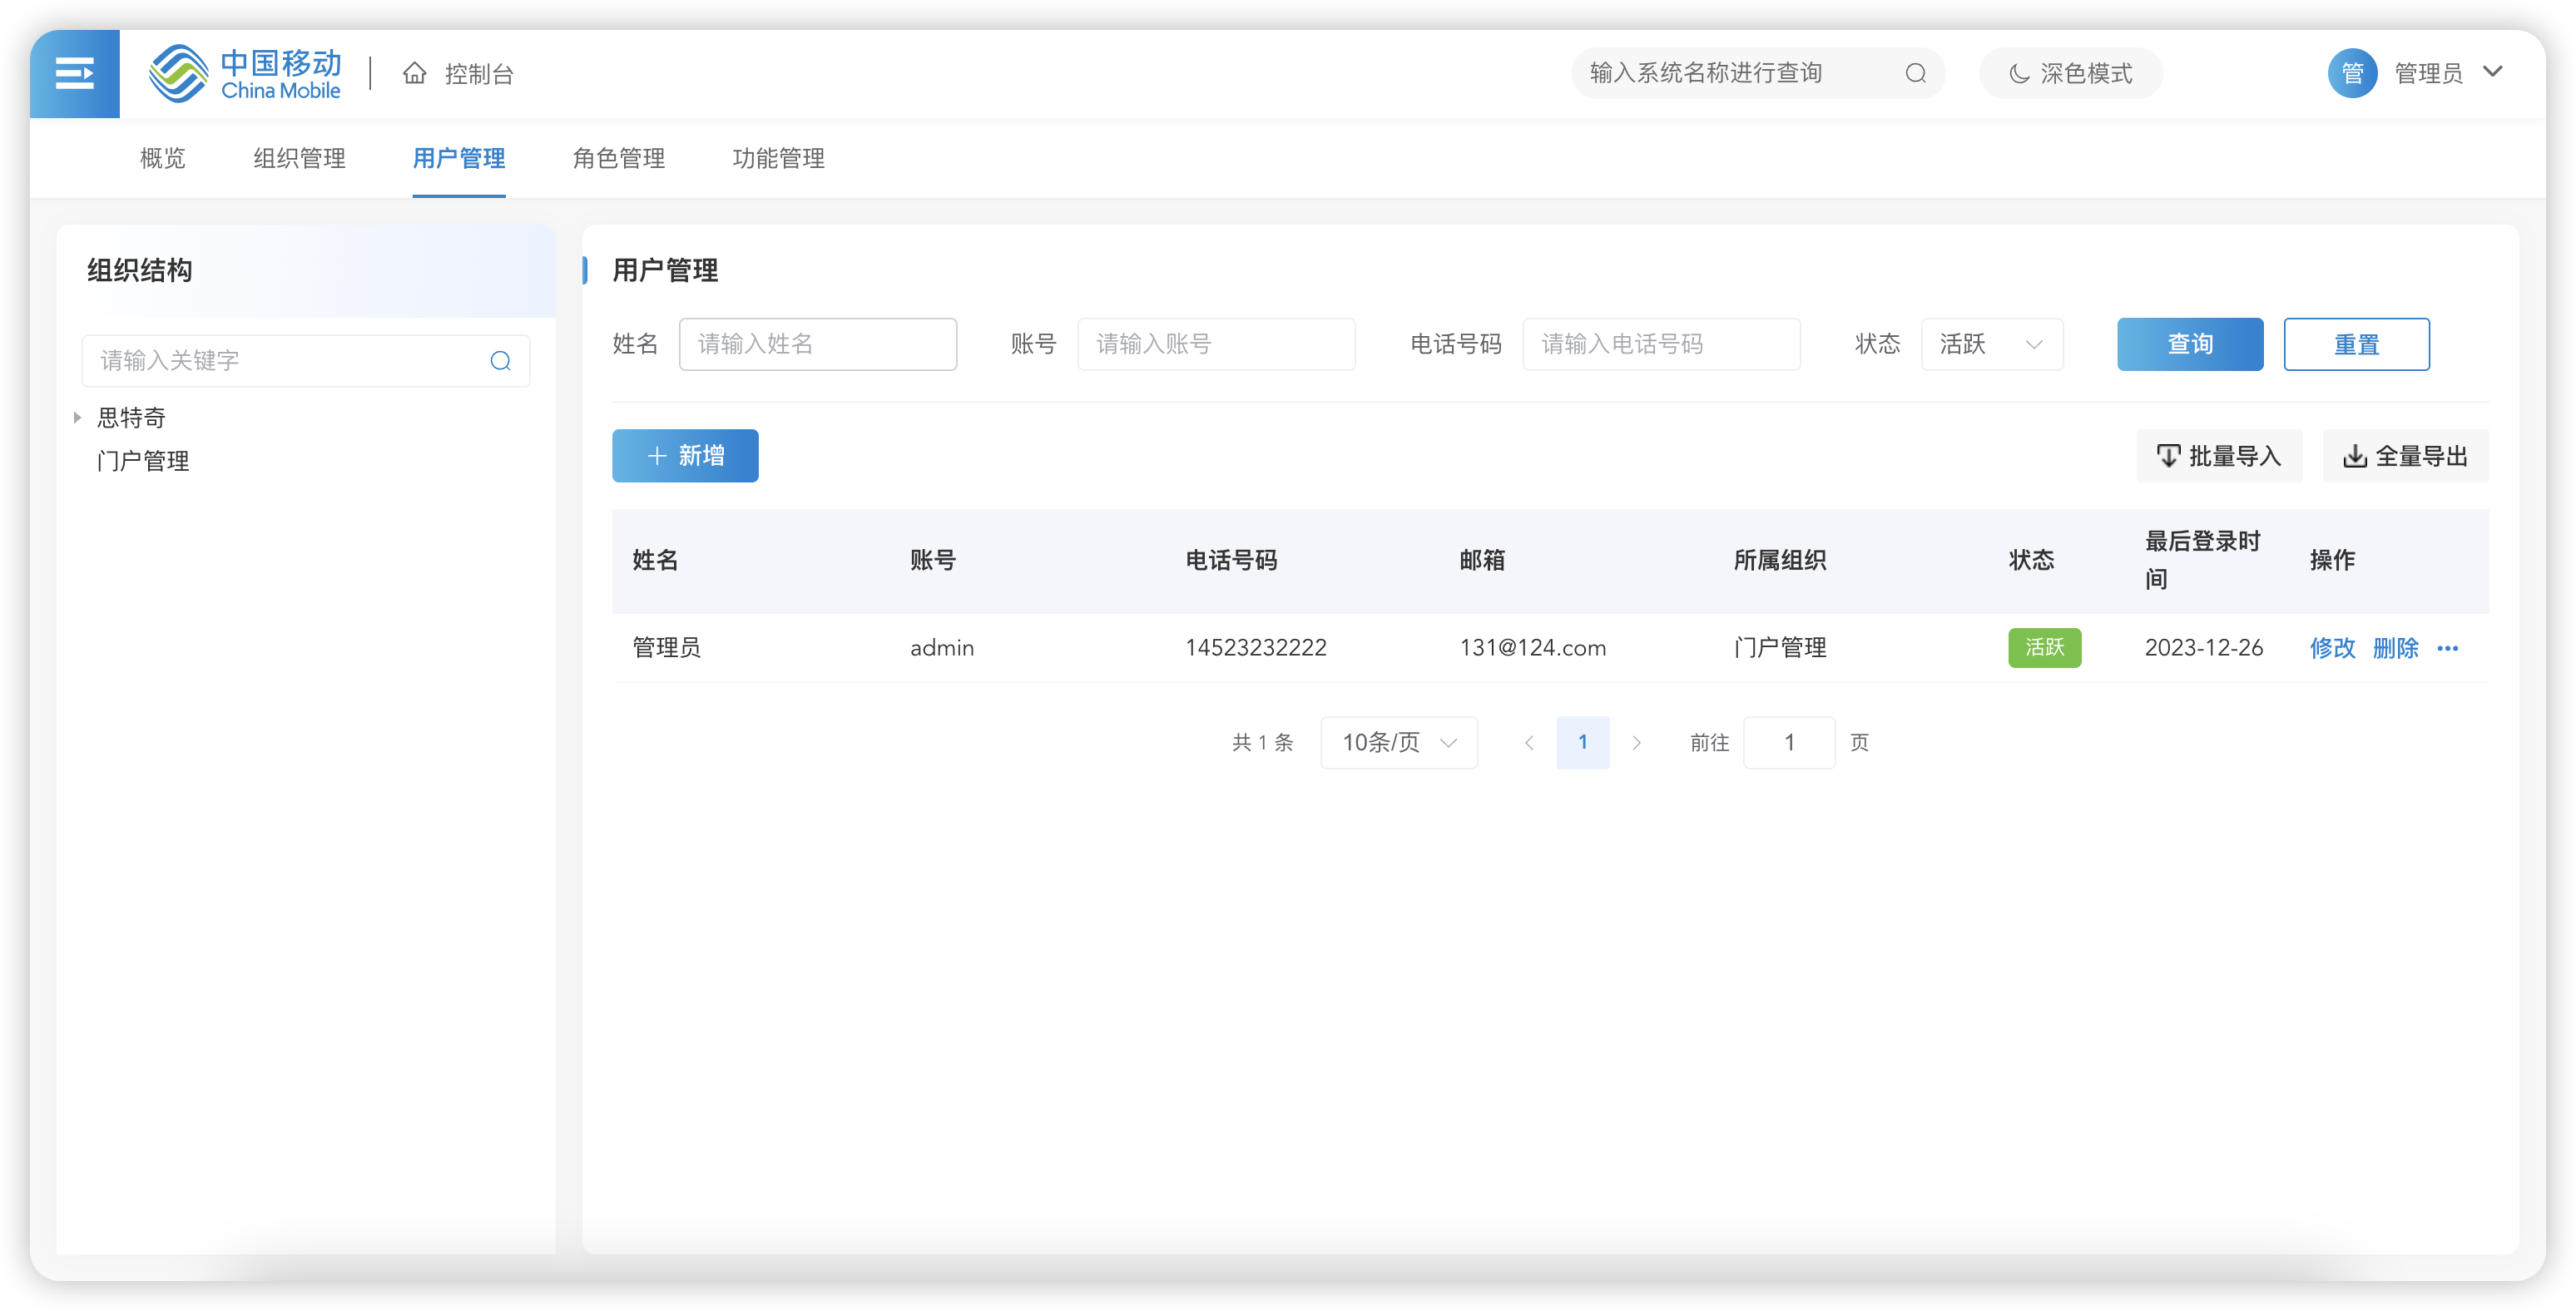 中国移动
China Mobile
控制台
输入系统名称进行查询
深色模式
管
管理员
概览
组织管理
用户管理
角色管理
功能管理
组织结构
请输入关键字
思特奇
门户管理
用户管理
姓名
请输入姓名
账号
请输入账号
电话号码
请输入电话号码
状态
活跃
查询
重置
新增
批量导入
全量导出
姓名
账号
电话号码
邮箱
所属组织
状态
最后登录时
间
操作
管理员
admin
14523232222
131@124.com
门户管理
活跃
2023-12-26
修改
删除
共 1 条
10条/页
1
前往
1
页